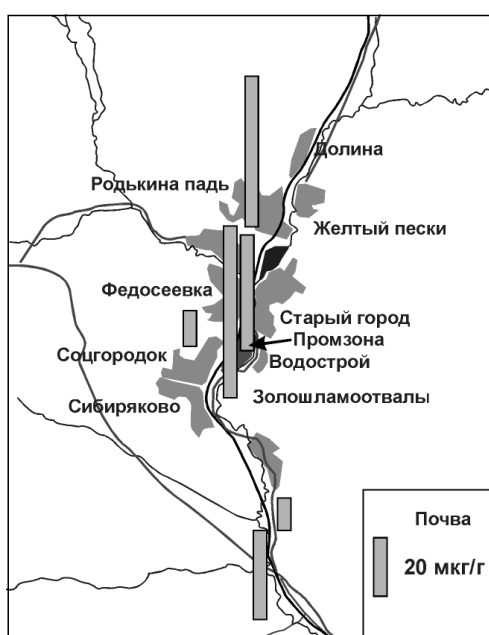 Долина
Родькина падь
Желтый пески
Федосеевка
Старый город
Промзона
Водострой
Соцгородок
Сибиряково
Золошламоотвалы
Почва
20 мкг/г